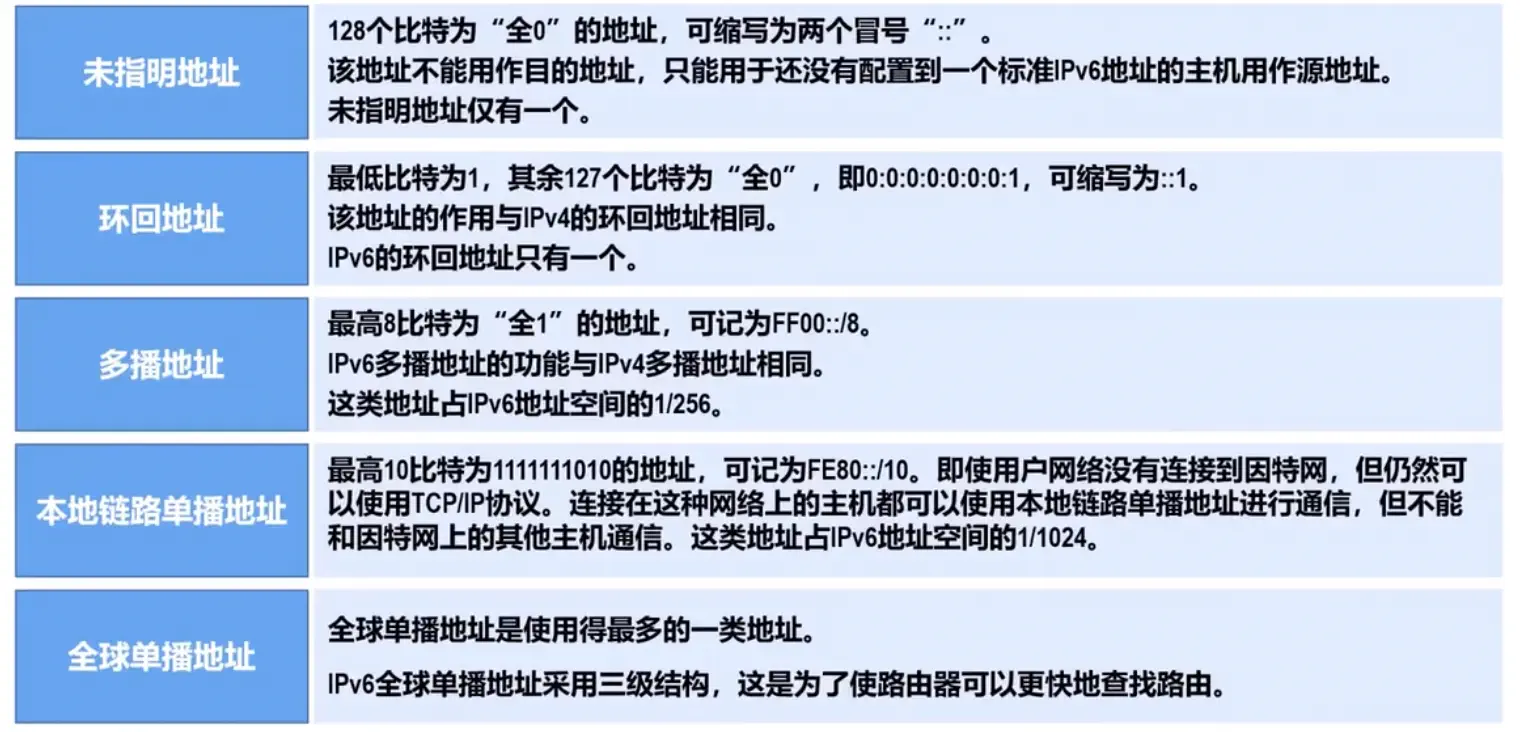 未指明地址
128个比特为“全0”的地址，可缩写为两个冒号“::”。
该地址不能用作目的地址，只能用于还没有配置到一个标准IPv6地址的主机用作源地址。
未指明地址仅有一个。
环回地址
最低比特为1，其余127个比特为“全0”，即0:0:0:0:0:0:0:1，可缩写为::1。
该地址的作用与IPv4的环回地址相同。
IPv6的环回地址只有一个。
多播地址
最高8比特为“全1”的地址，可记为FF00::/8。
IPv6多播地址的功能与IPv4多播地址相同。
这类地址占IPv6地址空间的1/256。
本地链路单播地址
最高10比特为1111111010的地址，可记为FE80::/10。即使用户网络没有连接到因特网，但仍然可
以使用TCP/IP协议。连接在这种网络上的主机都可以使用本地链路单播地址进行通信，但不能
和因特网上的其他主机通信。这类地址占IPv6地址空间的1/1024。
全球单播地址
全球单播地址是使用得最多的一类地址。
IPv6全球单播地址采用三级结构，这是为了使路由器可以更快地查找路由。